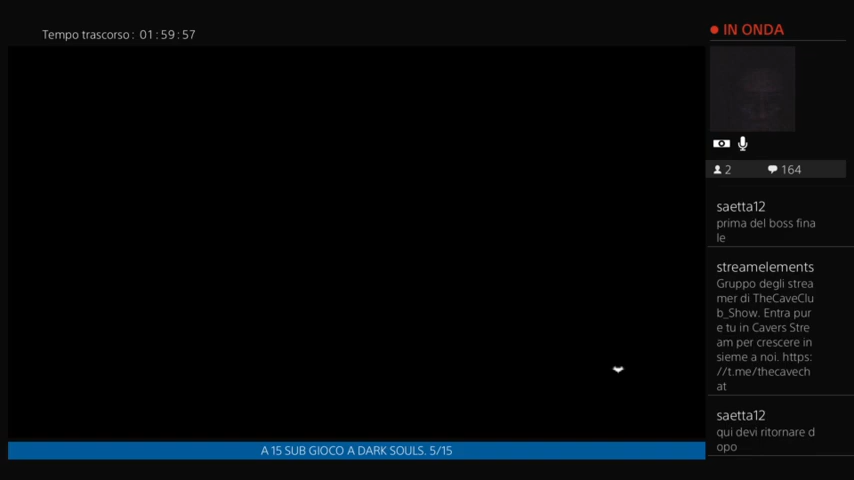 Tempo trascorso: 01:59:57
IN ONDA
2 164
saetta12
prima del boss fina
le
streamelements
Gruppo degli strea
mer di TheCaveClu
b_Show. Entra pur
e tu in Cavers Stre
am per crescere in
sieme a noi. https:
//t.me/thecavech
at
saetta12
qui devi ritornare d
opo
A 15 SUB GIOCO A DARK SOULS. 5/15